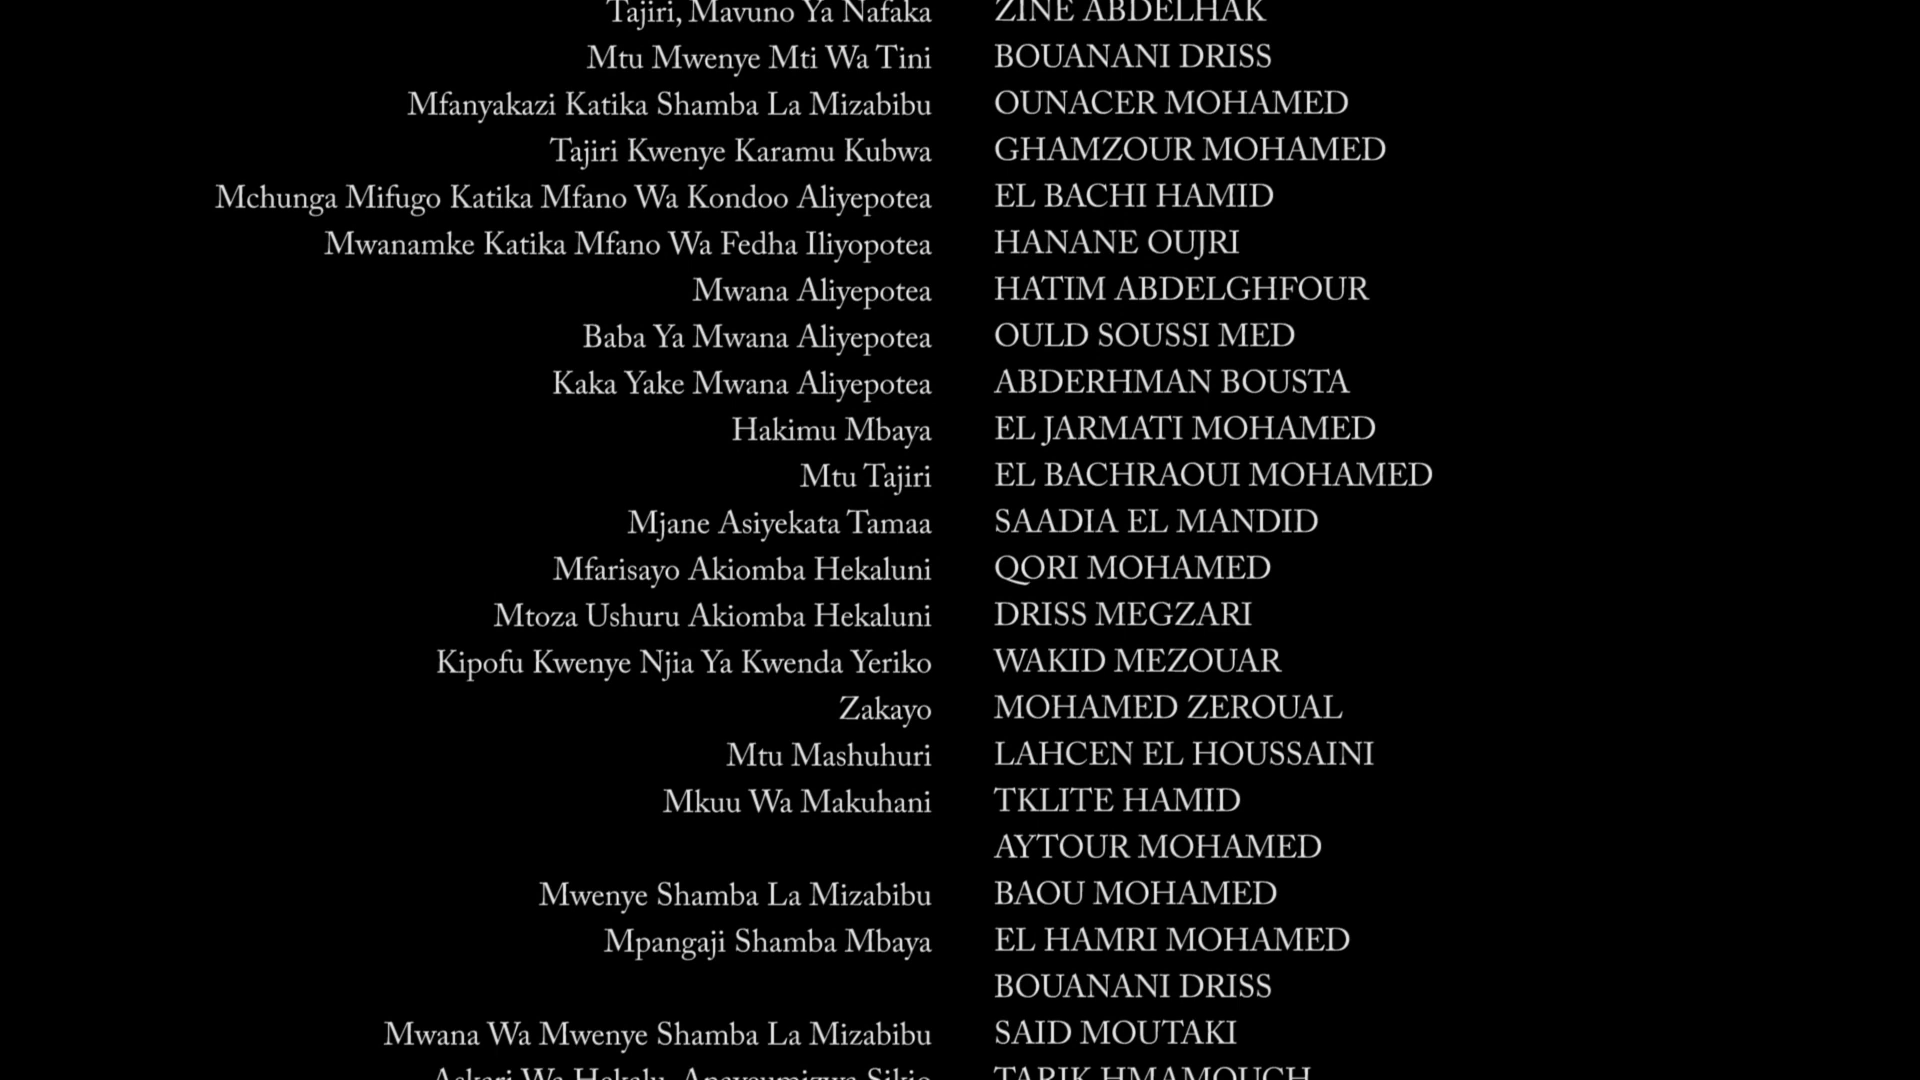 Tajiri, Mavuno Ya Nafaka ZINE ABDELHAK
Mtu Mwenye Mti Wa Tini BOUANANI DRISS
Mfanyakazi Katika Shamba La Mizabibu OUNACER MOHAMED
Tajiri Kwenye Karamu Kubwa GHAMZOUR MOHAMED
Mchunga Mifugo Katika Mfano Wa Kondoo Aliyepotea EL BACHI HAMID
Mwanamke Katika Mfano Wa Fedha Iliyopotea HANANE OUJRI
Mwana Aliyepotea HATIM ABDELGHFOUR
Baba Ya Mwana Aliyepotea OULD SOUSSI MED
Kaka Yake Mwana Aliyepotea ABDERHMAN BOUSTA
Hakimu Mbaya EL JARMATI MOHAMED
Mtu Tajiri EL BACHRAOUI MOHAMED
Mjane Asiyekata Tamaa SAADIA EL MANDID
Mfarisayo Akiomba Hekaluni QORI MOHAMED
Mtoza Ushuru Akiomba Hekaluni DRISS MEGZARI
Kipofu Kwenye Njia Ya Kwenda Yeriko WAKID MEZOUAR
Zakayo MOHAMED ZEROUAL
Mtu Mashuhuri LAHCEN EL HOUSSAINI
Mkuu Wa Makuhani TKLITE HAMID
AYTOUR MOHAMED
Mwenye Shamba La Mizabibu BAOU MOHAMED
Mpangaji Shamba Mbaya EL HAMRI MOHAMED
BOUANANI DRISS
Mwana Wa Mwenye Shamba La Mizabibu SAID MOUTAKI
Askari Wa Hekalu, Anayeumizwa Sikio TARIK HMAMOUCH